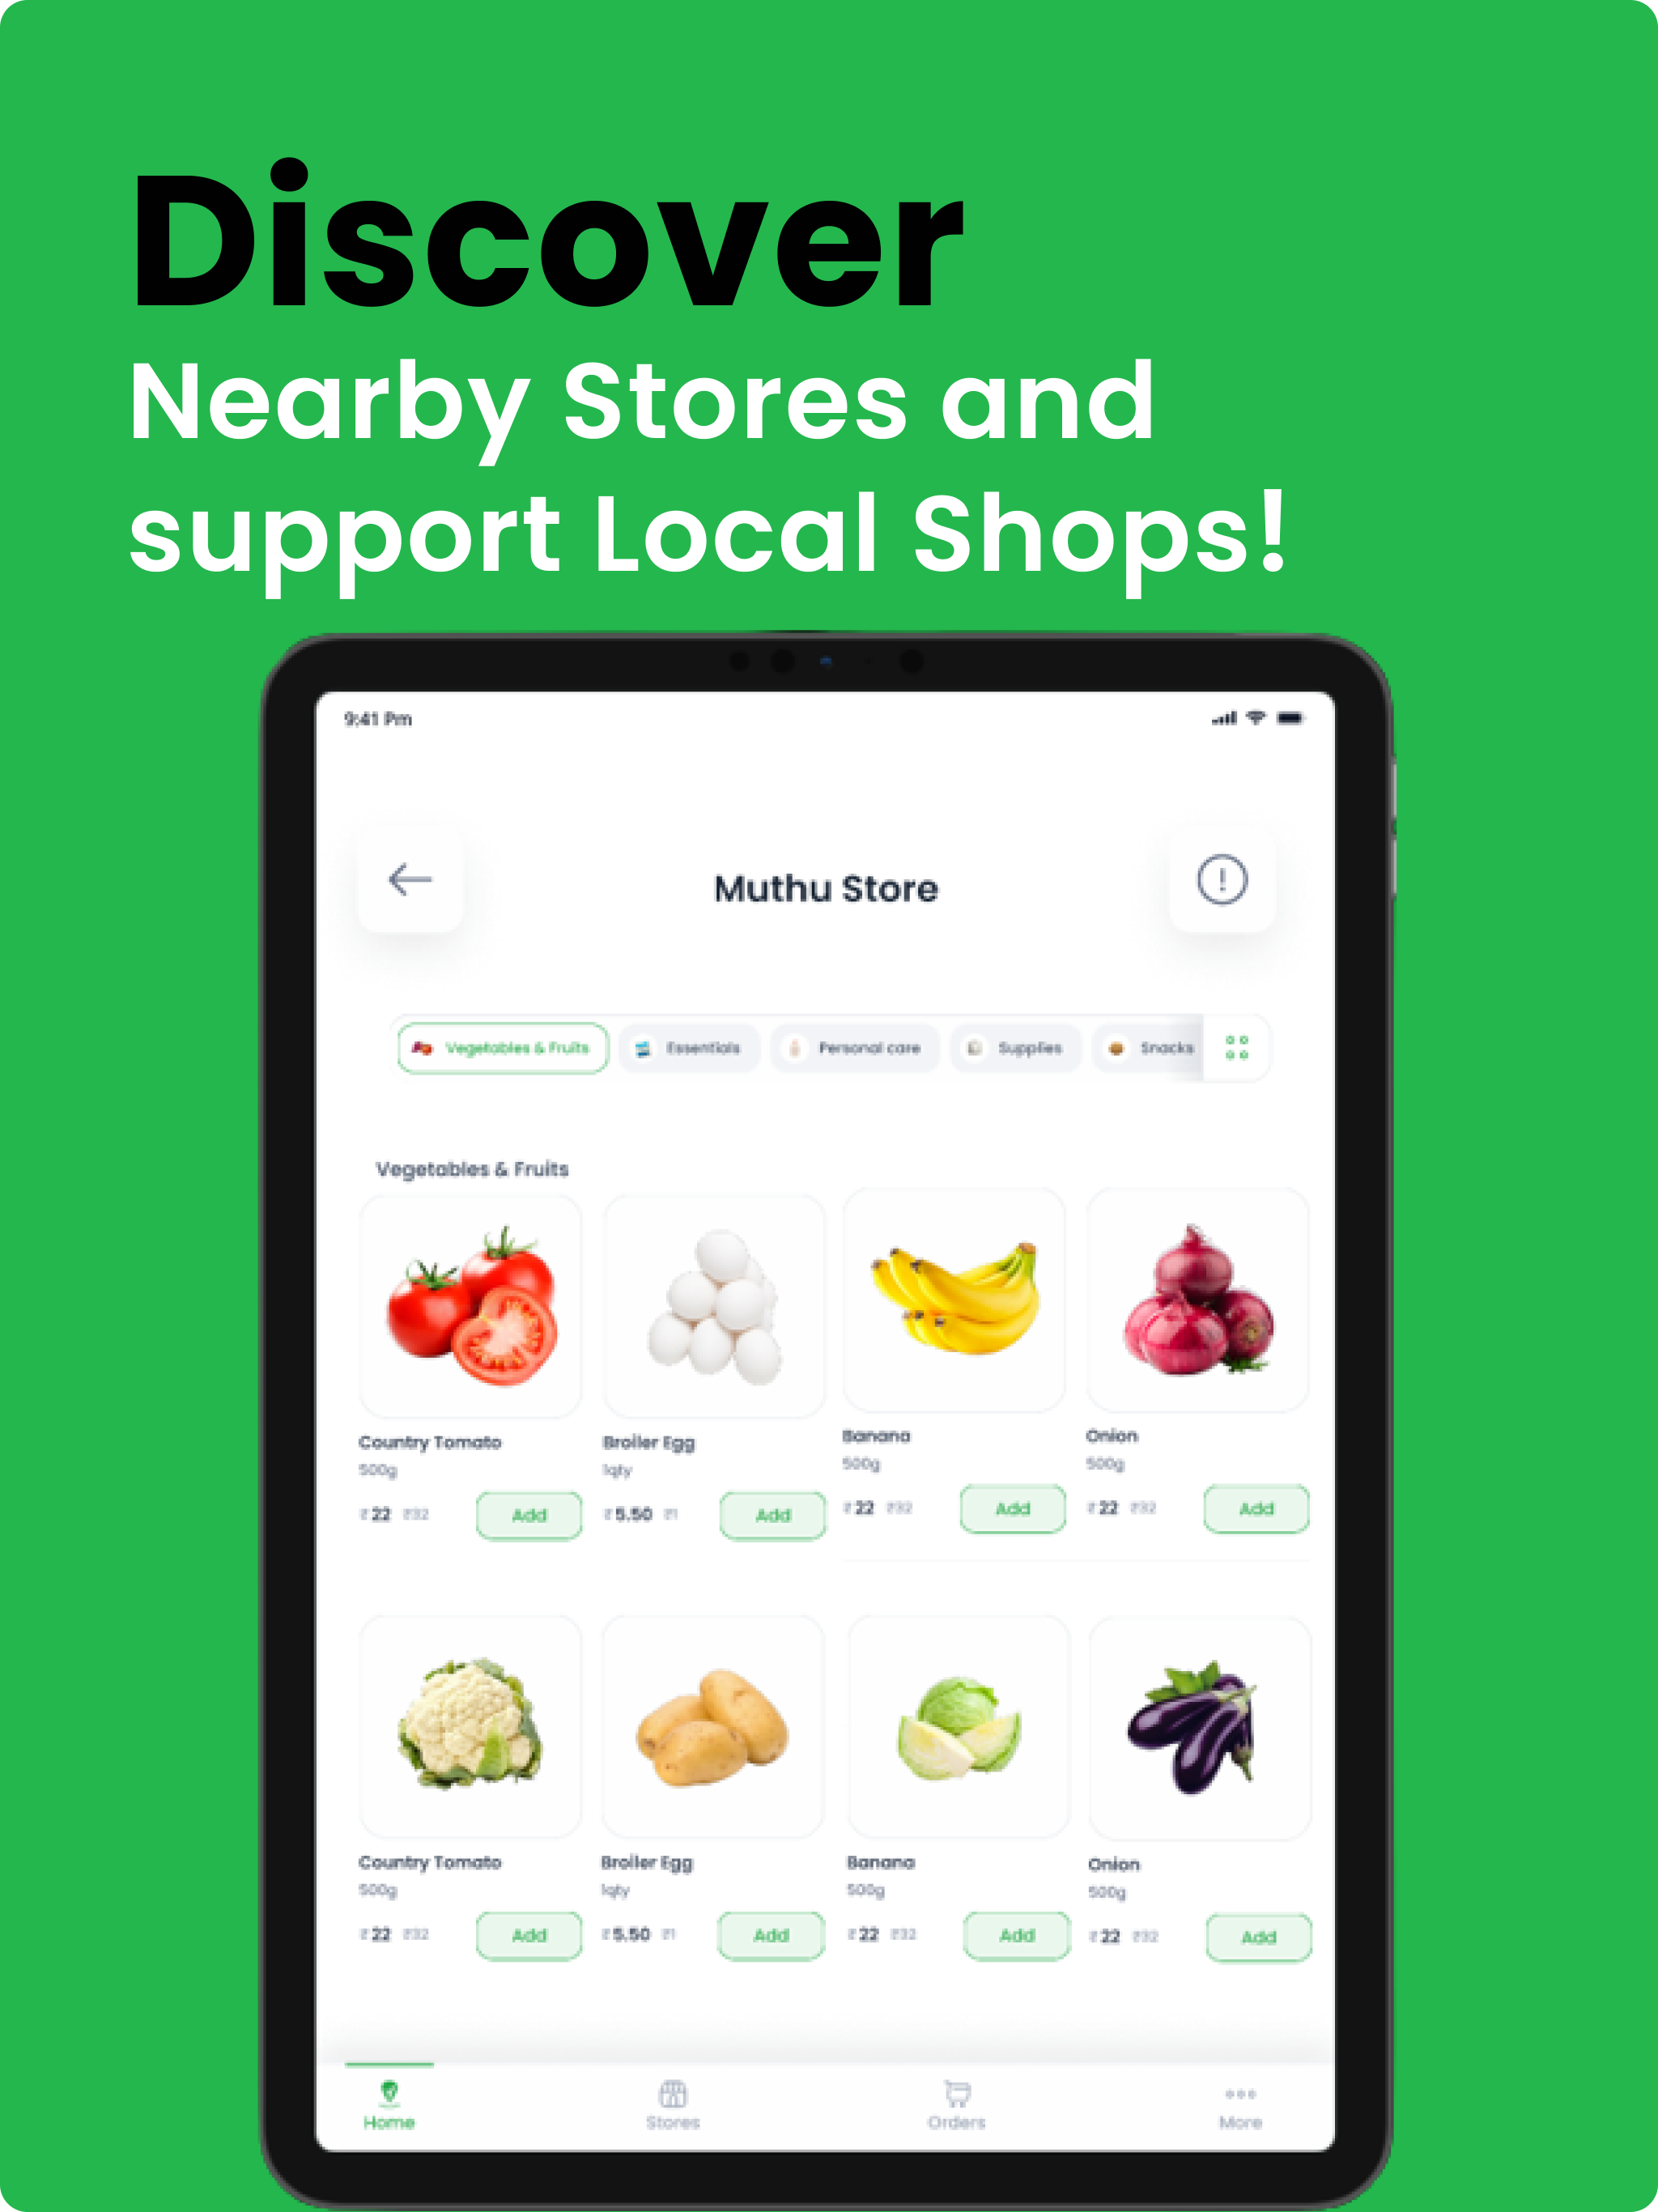 Discover
Nearby Stores and
support Local Shops!
9:41 Pm
Muthu Store
Vegetables & Fruits Essentials Personal care Supplies Snacks
Vegetables & Fruits
Country Tomato Broiler Egg Banana Onion
500g 1qty 500g 500g
₹ 22 ₹32 Add ₹ 5.50 ₹1 Add ₹ 22 ₹32 Add ₹ 22 ₹32 Add
Country Tomato Broiler Egg Banana Onion
500g 1qty 500g 500g
₹ 22 ₹32 Add ₹ 5.50 ₹1 Add ₹ 22 ₹32 Add ₹ 22 ₹32 Add
Home Stores Orders More